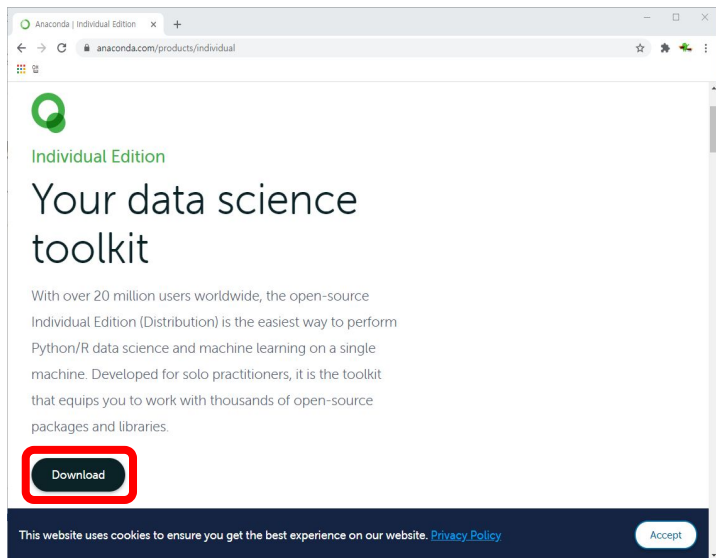 Anaconda | Individual Edition
anaconda.com/products/individual
앱
Individual Edition
Your data science
toolkit
With over 20 million users worldwide, the open-source
Individual Edition (Distribution) is the easiest way to perform
Python/R data science and machine learning on a single
machine. Developed for solo practitioners, it is the toolkit
that equips you to work with thousands of open-source
packages and libraries.
Download
This website uses cookies to ensure you get the best experience on our website. Privacy Policy
Accept